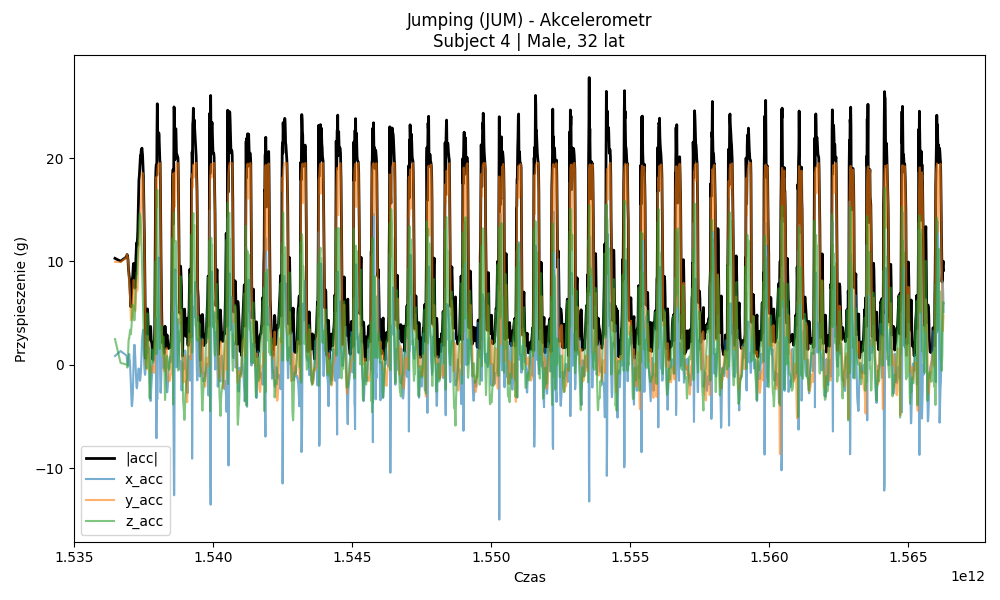 Jumping (JUM) - Akcelerometr
Subject 4 | Male, 32 lat
Przyspieszenie (g)
20
10
0
−10
|acc|
x_acc
y_acc
z_acc
1.535 1.540 1.545 1.550 1.555 1.560 1.565
1e12
Czas